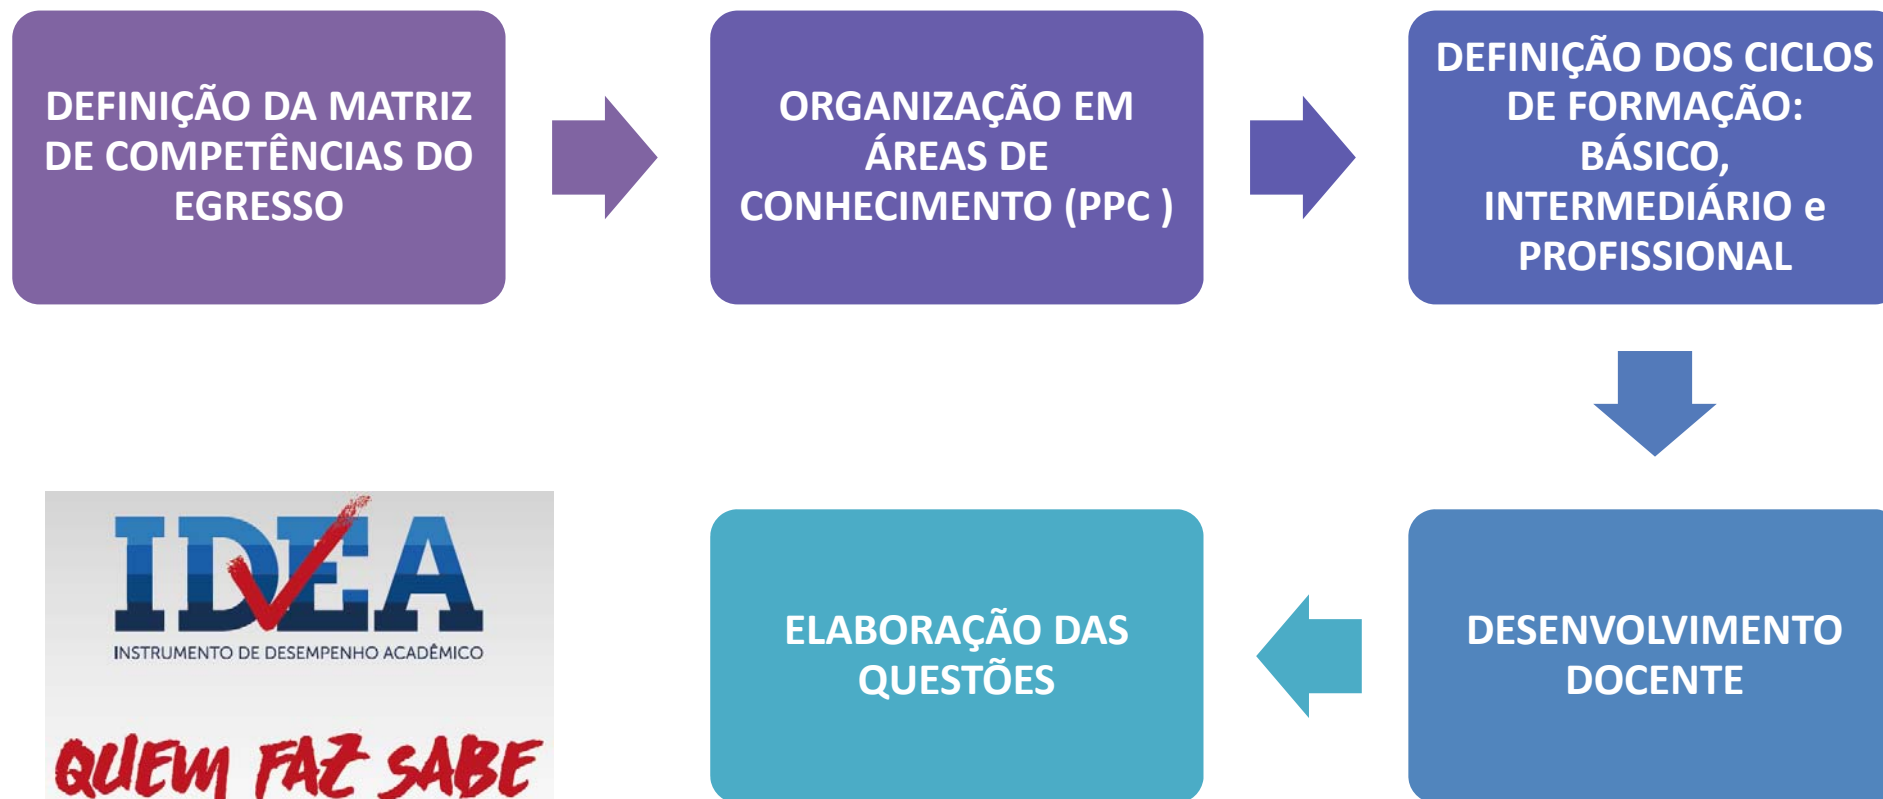 DEFINIÇÃO DA MATRIZ
DE COMPETÊNCIAS DO
EGRESSO
ORGANIZAÇÃO EM
ÁREAS DE
CONHECIMENTO (PPC )
DEFINIÇÃO DOS CICLOS
DE FORMAÇÃO:
BÁSICO,
INTERMEDIÁRIO e
PROFISSIONAL
DESENVOLVIMENTO
DOCENTE
ELABORAÇÃO DAS
QUESTÕES
IDEA
INSTRUMENTO DE DESEMPENHO ACADÊMICO
QUEM FAZ SABE